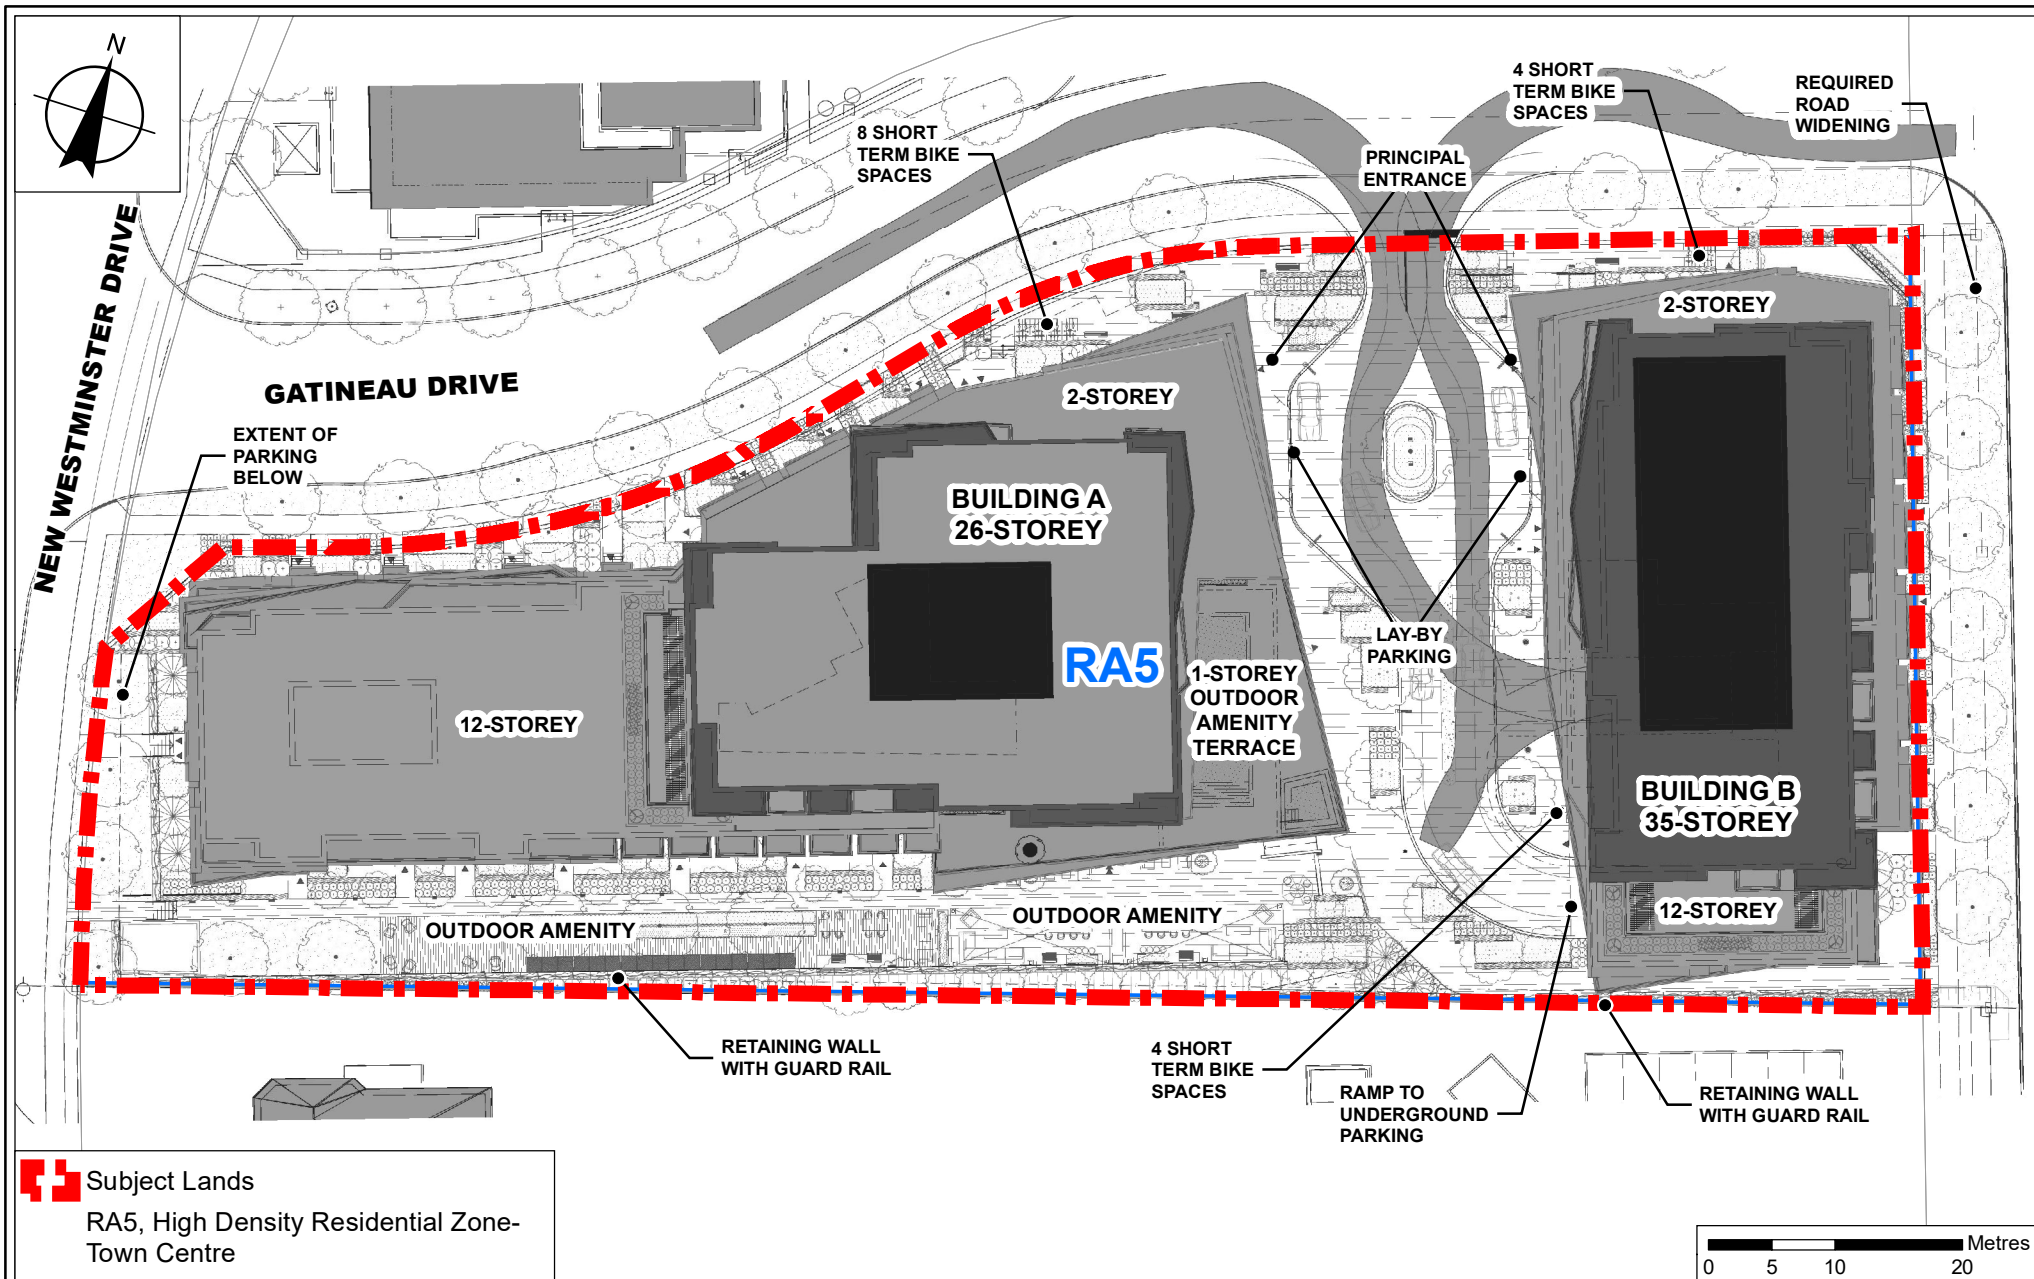 N
4 SHORT
TERM BIKE
SPACES
REQUIRED
ROAD
WIDENING
8 SHORT
TERM BIKE
SPACES
PRINCIPAL
ENTRANCE
NEW WESTMINSTER DRIVE
GATINEAU DRIVE
2-STOREY
2-STOREY
EXTENT OF
PARKING
BELOW
BUILDING A
26-STOREY
RA5
LAY-BY
PARKING
1-STOREY
OUTDOOR
AMENITY
TERRACE
12-STOREY
BUILDING B
35-STOREY
12-STOREY
OUTDOOR AMENITY
OUTDOOR AMENITY
RETAINING WALL
WITH GUARD RAIL
4 SHORT
TERM BIKE
SPACES
RAMP TO
UNDERGROUND
PARKING
RETAINING WALL
WITH GUARD RAIL
Subject Lands
RA5, High Density Residential Zone-
Town Centre
Metres
0 5 10 20